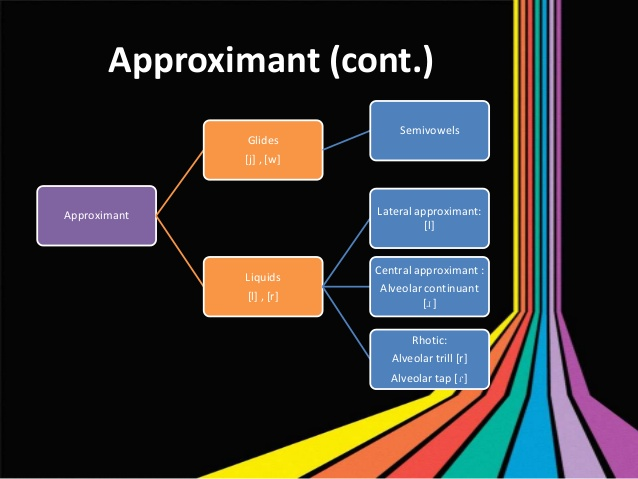 Approximant (cont.)
Approximant
Glides
[j] , [w]
Semivowels
Liquids
[l] , [r]
Lateral approximant:
[l]
Central approximant :
Alveolar continuant
[ɹ]
Rhotic:
Alveolar trill [r]
Alveolar tap [ɾ]